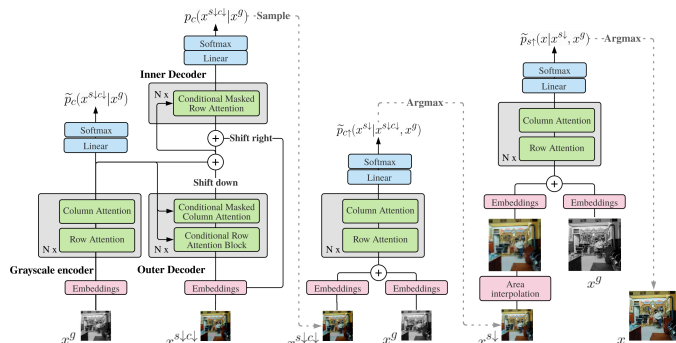 p_c(x^{s↓c↓}|x^g)
Sample
Softmax
Linear
Inner Decoder
N x
Conditional Masked
Row Attention
Shift right
p̃_c(x^{s↓c↓}|x^g)
Softmax
Linear
Shift down
Column Attention
Row Attention
N x
Grayscale encoder
Embeddings
x^g
Conditional Masked
Column Attention
Conditional Row
Attention Block
N x
Outer Decoder
Embeddings
x^{s↓c↓}
Argmax
p̃_{c↑}(x^{s↓}|x^{s↓c↓}, x^g)
Softmax
Linear
Column Attention
Row Attention
N x
Embeddings
Embeddings
x^{s↓c↓}
x^g
p̃_{s↑}(x|x^{s↓}, x^g)
Argmax
Softmax
Linear
Column Attention
Row Attention
N x
Embeddings
Embeddings
x^g
Area
interpolation
x^{s↓}
x